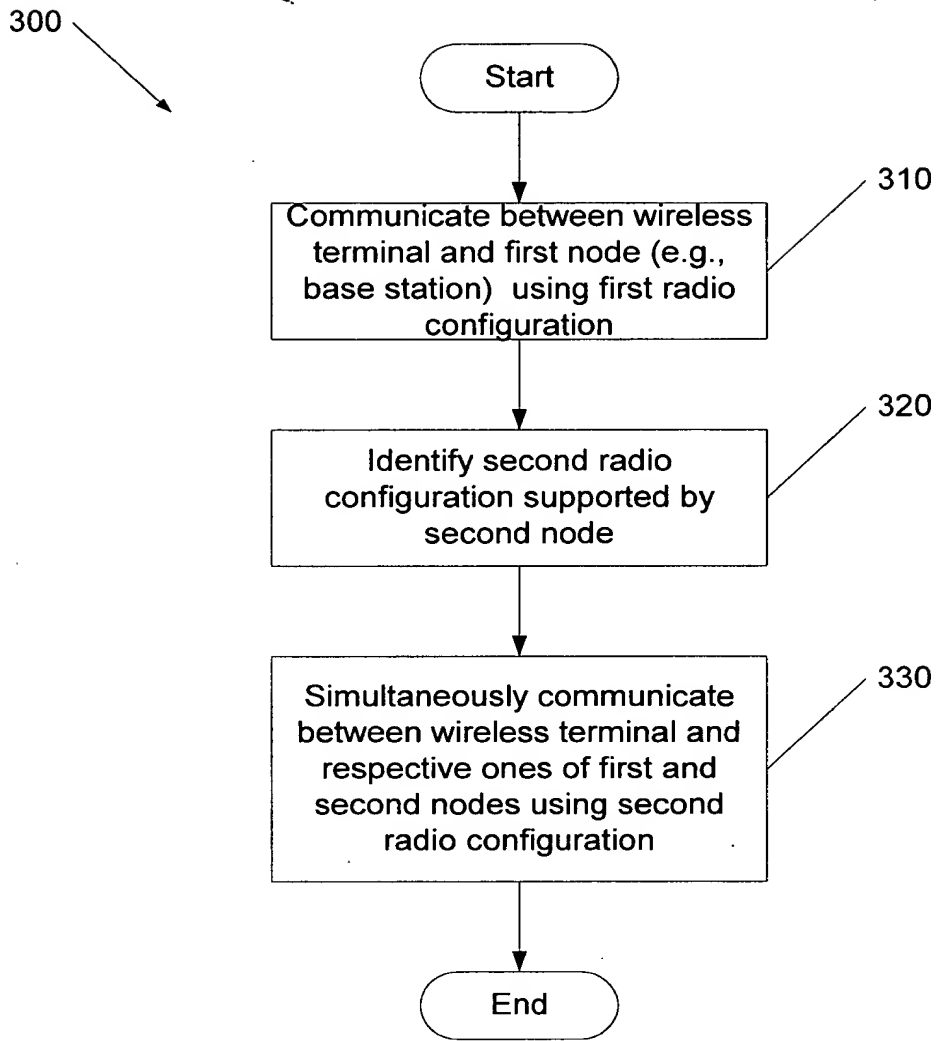 300
Start
310
Communicate between wireless
terminal and first node (e.g.,
base station) using first radio
configuration
320
Identify second radio
configuration supported by
second node
330
Simultaneously communicate
between wireless terminal and
respective ones of first and
second nodes using second
radio configuration
End